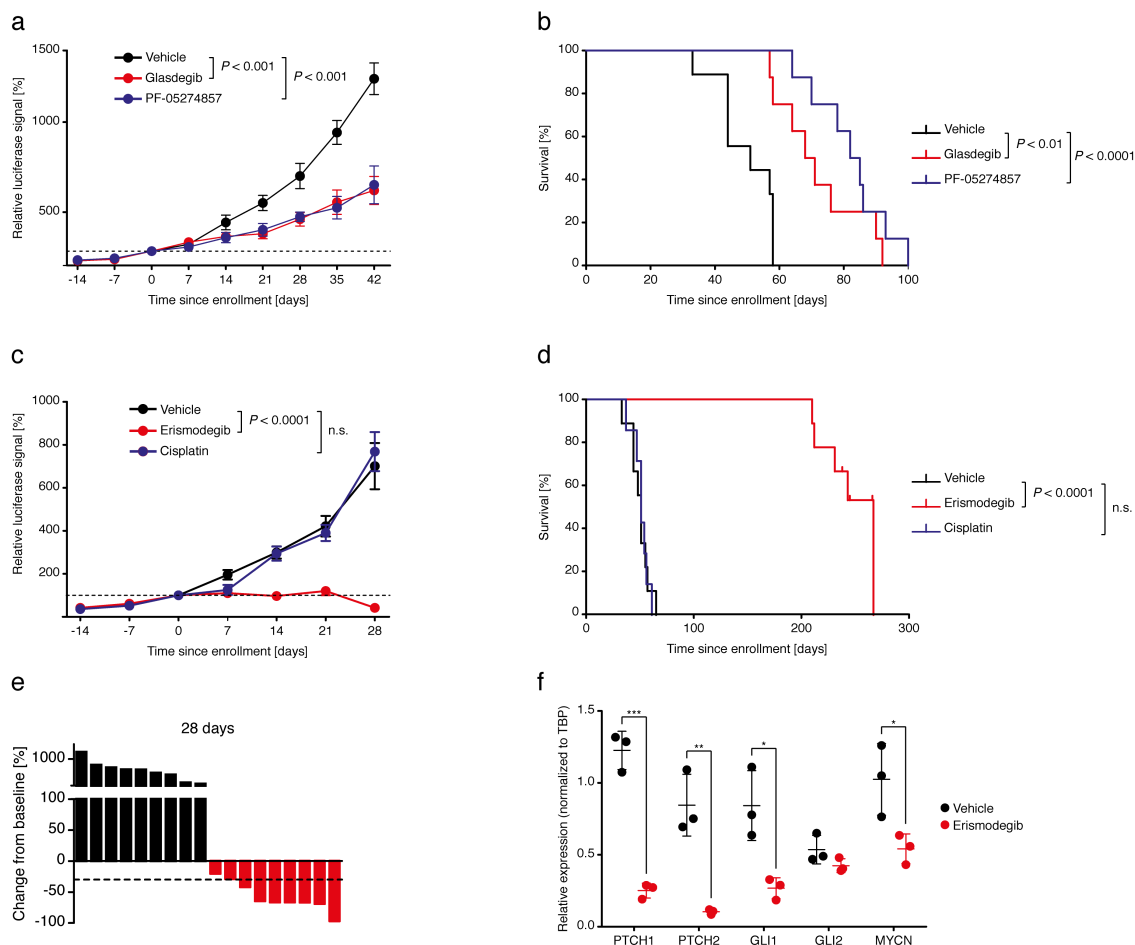 a
Relative luciferase signal [%]
1500
1000
500
Vehicle
Glasdegib
PF-05274857
P < 0.001
P < 0.001
-14 -7 0 7 14 21 28 35 42
Time since enrollment [days]
b
Survival [%]
100
80
60
40
20
0
0 20 40 60 80 100
Time since enrollment [days]
Vehicle
Glasdegib
PF-05274857
P < 0.01
P < 0.0001
c
Relative luciferase signal [%]
1000
800
600
400
200
Vehicle
Erismodegib
Cisplatin
P < 0.0001
n.s.
-14 -7 0 7 14 21 28
Time since enrollment [days]
d
Survival [%]
100
80
60
40
20
0
0 100 200 300
Time since enrollment [days]
Vehicle
Erismodegib
Cisplatin
P < 0.0001
n.s.
e
28 days
Change from baseline [%]
1000
100
50
0
-50
-100
f
Relative expression (normalized to TBP)
1.5
1.0
0.5
0.0
***
**
*
*
PTCH1 PTCH2 GLI1 GLI2 MYCN
Vehicle
Erismodegib